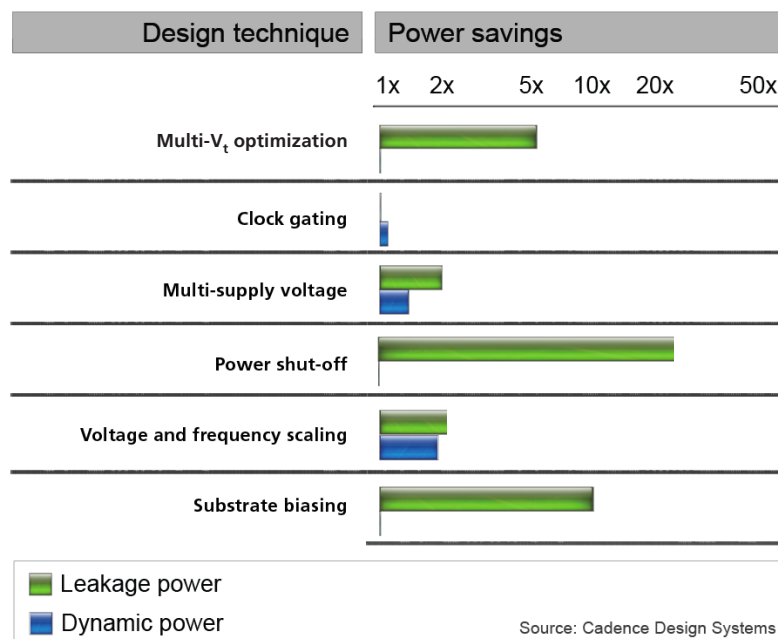 Design technique
Power savings
1x 2x 5x 10x 20x 50x
Multi-Vt optimization
Clock gating
Multi-supply voltage
Power shut-off
Voltage and frequency scaling
Substrate biasing
Leakage power
Dynamic power
Source: Cadence Design Systems